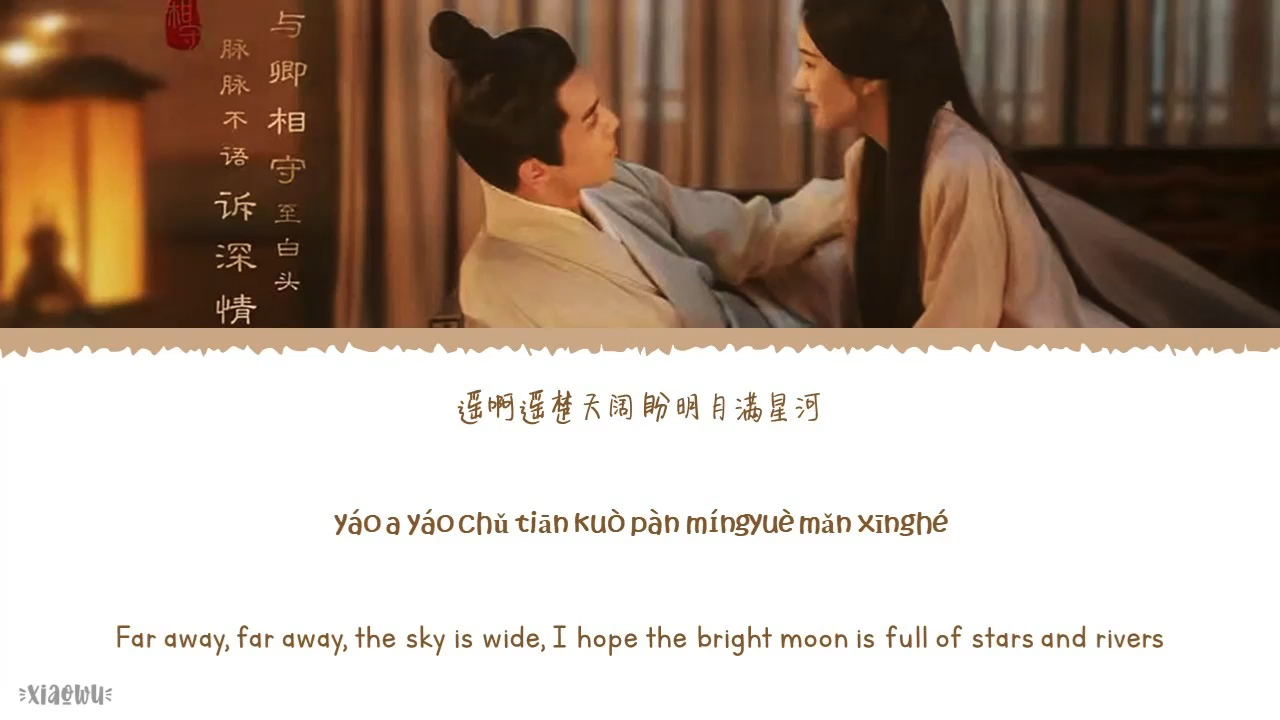 与卿相守至白头
脉脉不语诉深情
相守
遥啊遥楚天阔盼明月满星河
yáo a yáo chǔ tiān kuò pàn míngyuè mǎn xīnghé
Far away, far away, the sky is wide, I hope the bright moon is full of stars and rivers
xiaowu